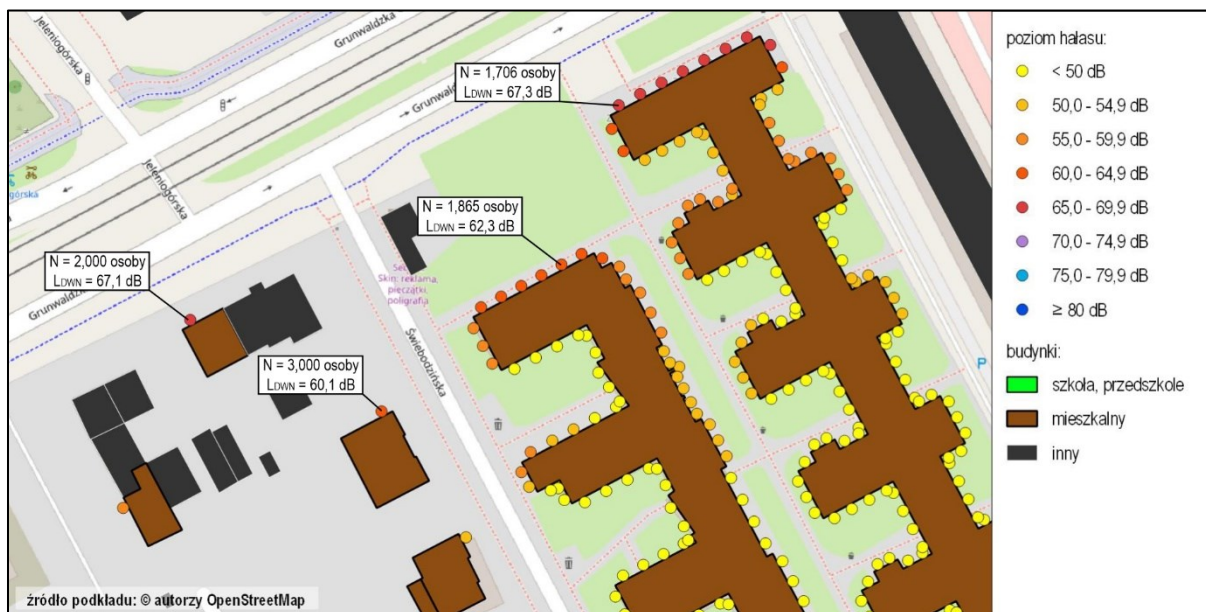 Jeleniogórska
Grunwaldzka
N = 1,706 osoby
LDWN = 67,3 dB
Grunwaldzka
Jeleniogórska
N = 1,865 osoby
LDWN = 62,3 dB
N = 2,000 osoby
LDWN = 67,1 dB
Skin: reklama,
pieczątki,
poligrafia
N = 3,000 osoby
LDWN = 60,1 dB
Świebodzińska
P
źródło podkładu: © autorzy OpenStreetMap
poziom hałasu:
< 50 dB
50,0 - 54,9 dB
55,0 - 59,9 dB
60,0 - 64,9 dB
65,0 - 69,9 dB
70,0 - 74,9 dB
75,0 - 79,9 dB
≥ 80 dB
budynki:
szkoła, przedszkole
mieszkalny
inny